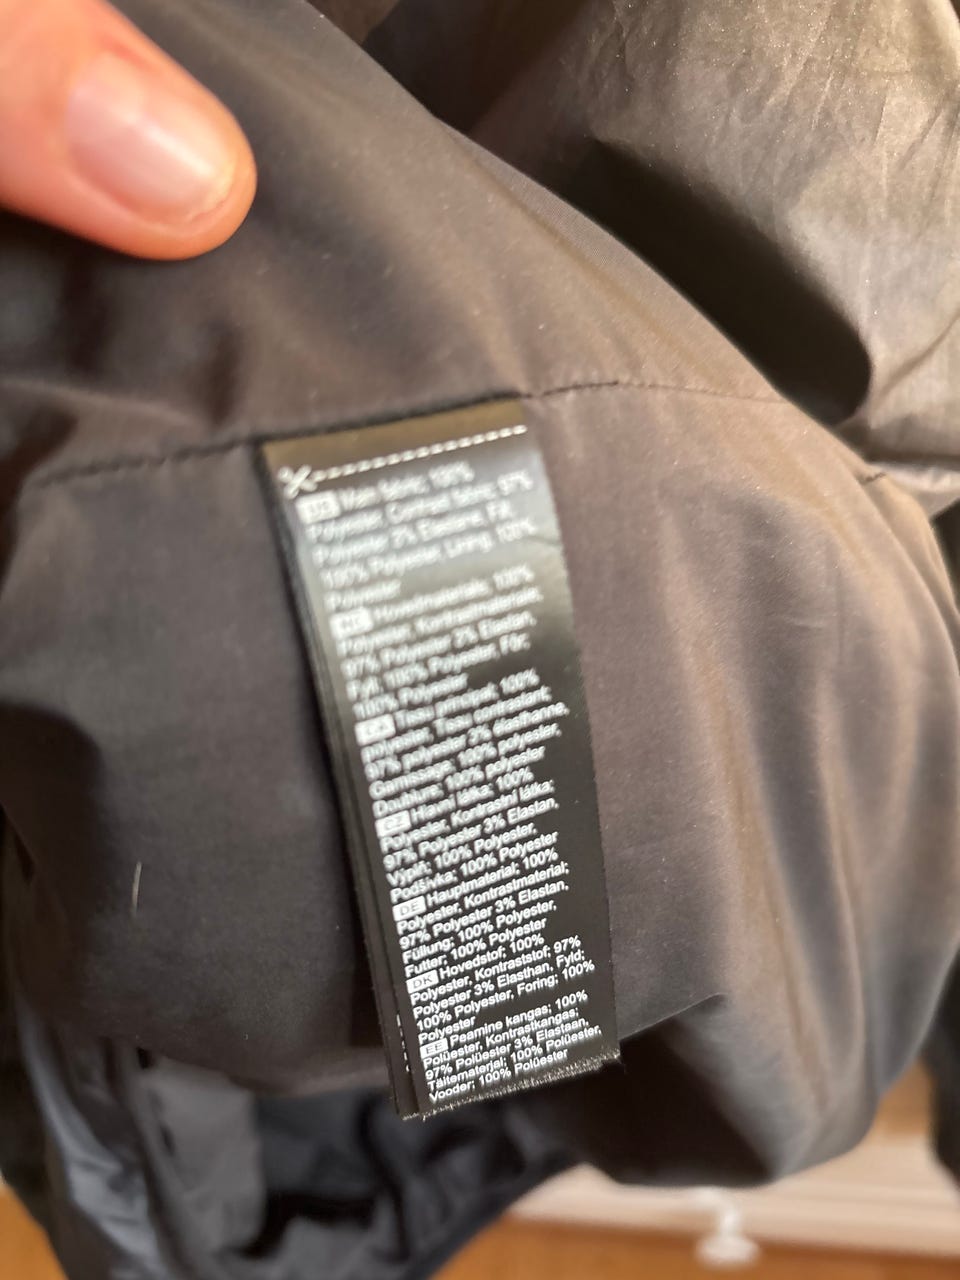 US Main fabric; 100%
Polyester, Contrast fabric; 97%
Polyester 3% Elastane, Fill;
100% Polyester, Lining; 100%
Polyester
Hovedmateriale; 100%
Polyester, Kontrastmateriale;
97% Polyester 3% Elastan,
Fyll; 100% Polyester, Fôr;
100% Polyester
CA Tissu principal; 100%
polyester, Tissu contrastant;
97% polyester 3% élasthanne,
Garnissage; 100% polyester,
Doublure; 100% polyester
CZ Hlavní látka; 100%
Polyester, Kontrastní látka;
97% Polyester 3% Elastan,
Výplň; 100% Polyester,
Podšívka; 100% Polyester
DE Hauptmaterial; 100%
Polyester, Kontrastmaterial;
97% Polyester 3% Elastan,
Füllung; 100% Polyester,
Futter; 100% Polyester
DK Hovedstof; 100%
Polyester, Kontraststof; 97%
Polyester 3% Elasthan, Fyld;
100% Polyester, Foring; 100%
Polyester
EE Peamine kangas; 100%
Polüester, Kontrastkangas;
97% Polüester 3% Elastaan,
Täitematerjal; 100% Polüester,
Vooder; 100% Polüester